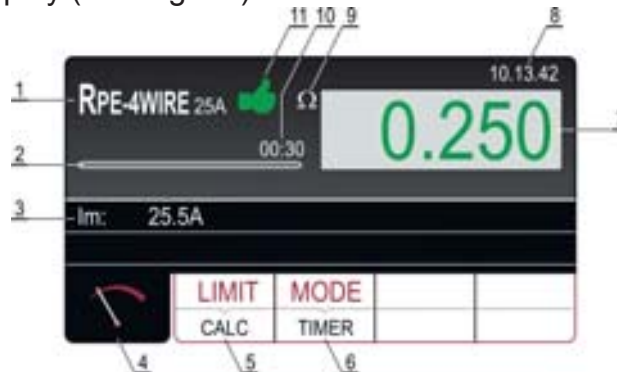 11 10 9 8
10.13.42
1 RPE-4WIRE 25A Ω 0.250
00:30
2
3 Im: 25.5A
LIMIT MODE
CALC TIMER
4 5 6